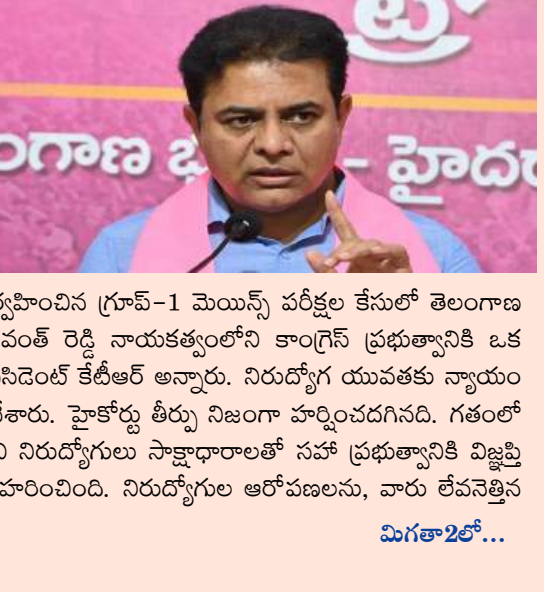 ర్వహించిన గ్రూప్-1 మెయిన్స్ పరీక్షల కేసులో తెలంగాణ
వంత్ రెడ్డి నాయకత్వంలోని కాంగ్రెస్ ప్రభుత్వానికి ఒక
సిడెంట్ కేటీఆర్ అన్నారు. నిరుద్యోగ యువతకు న్యాయం
చేశారు. హైకోర్టు తీర్పు నిజంగా హర్షించదగినది. గతంలో
నిరుద్యోగులు సాక్షాధారాలతో సహా ప్రభుత్వానికి విజ్ఞప్తి
హరించింది. నిరుద్యోగుల ఆరోపణలను, వారు లేవనెత్తిన
మిగతా2లో...